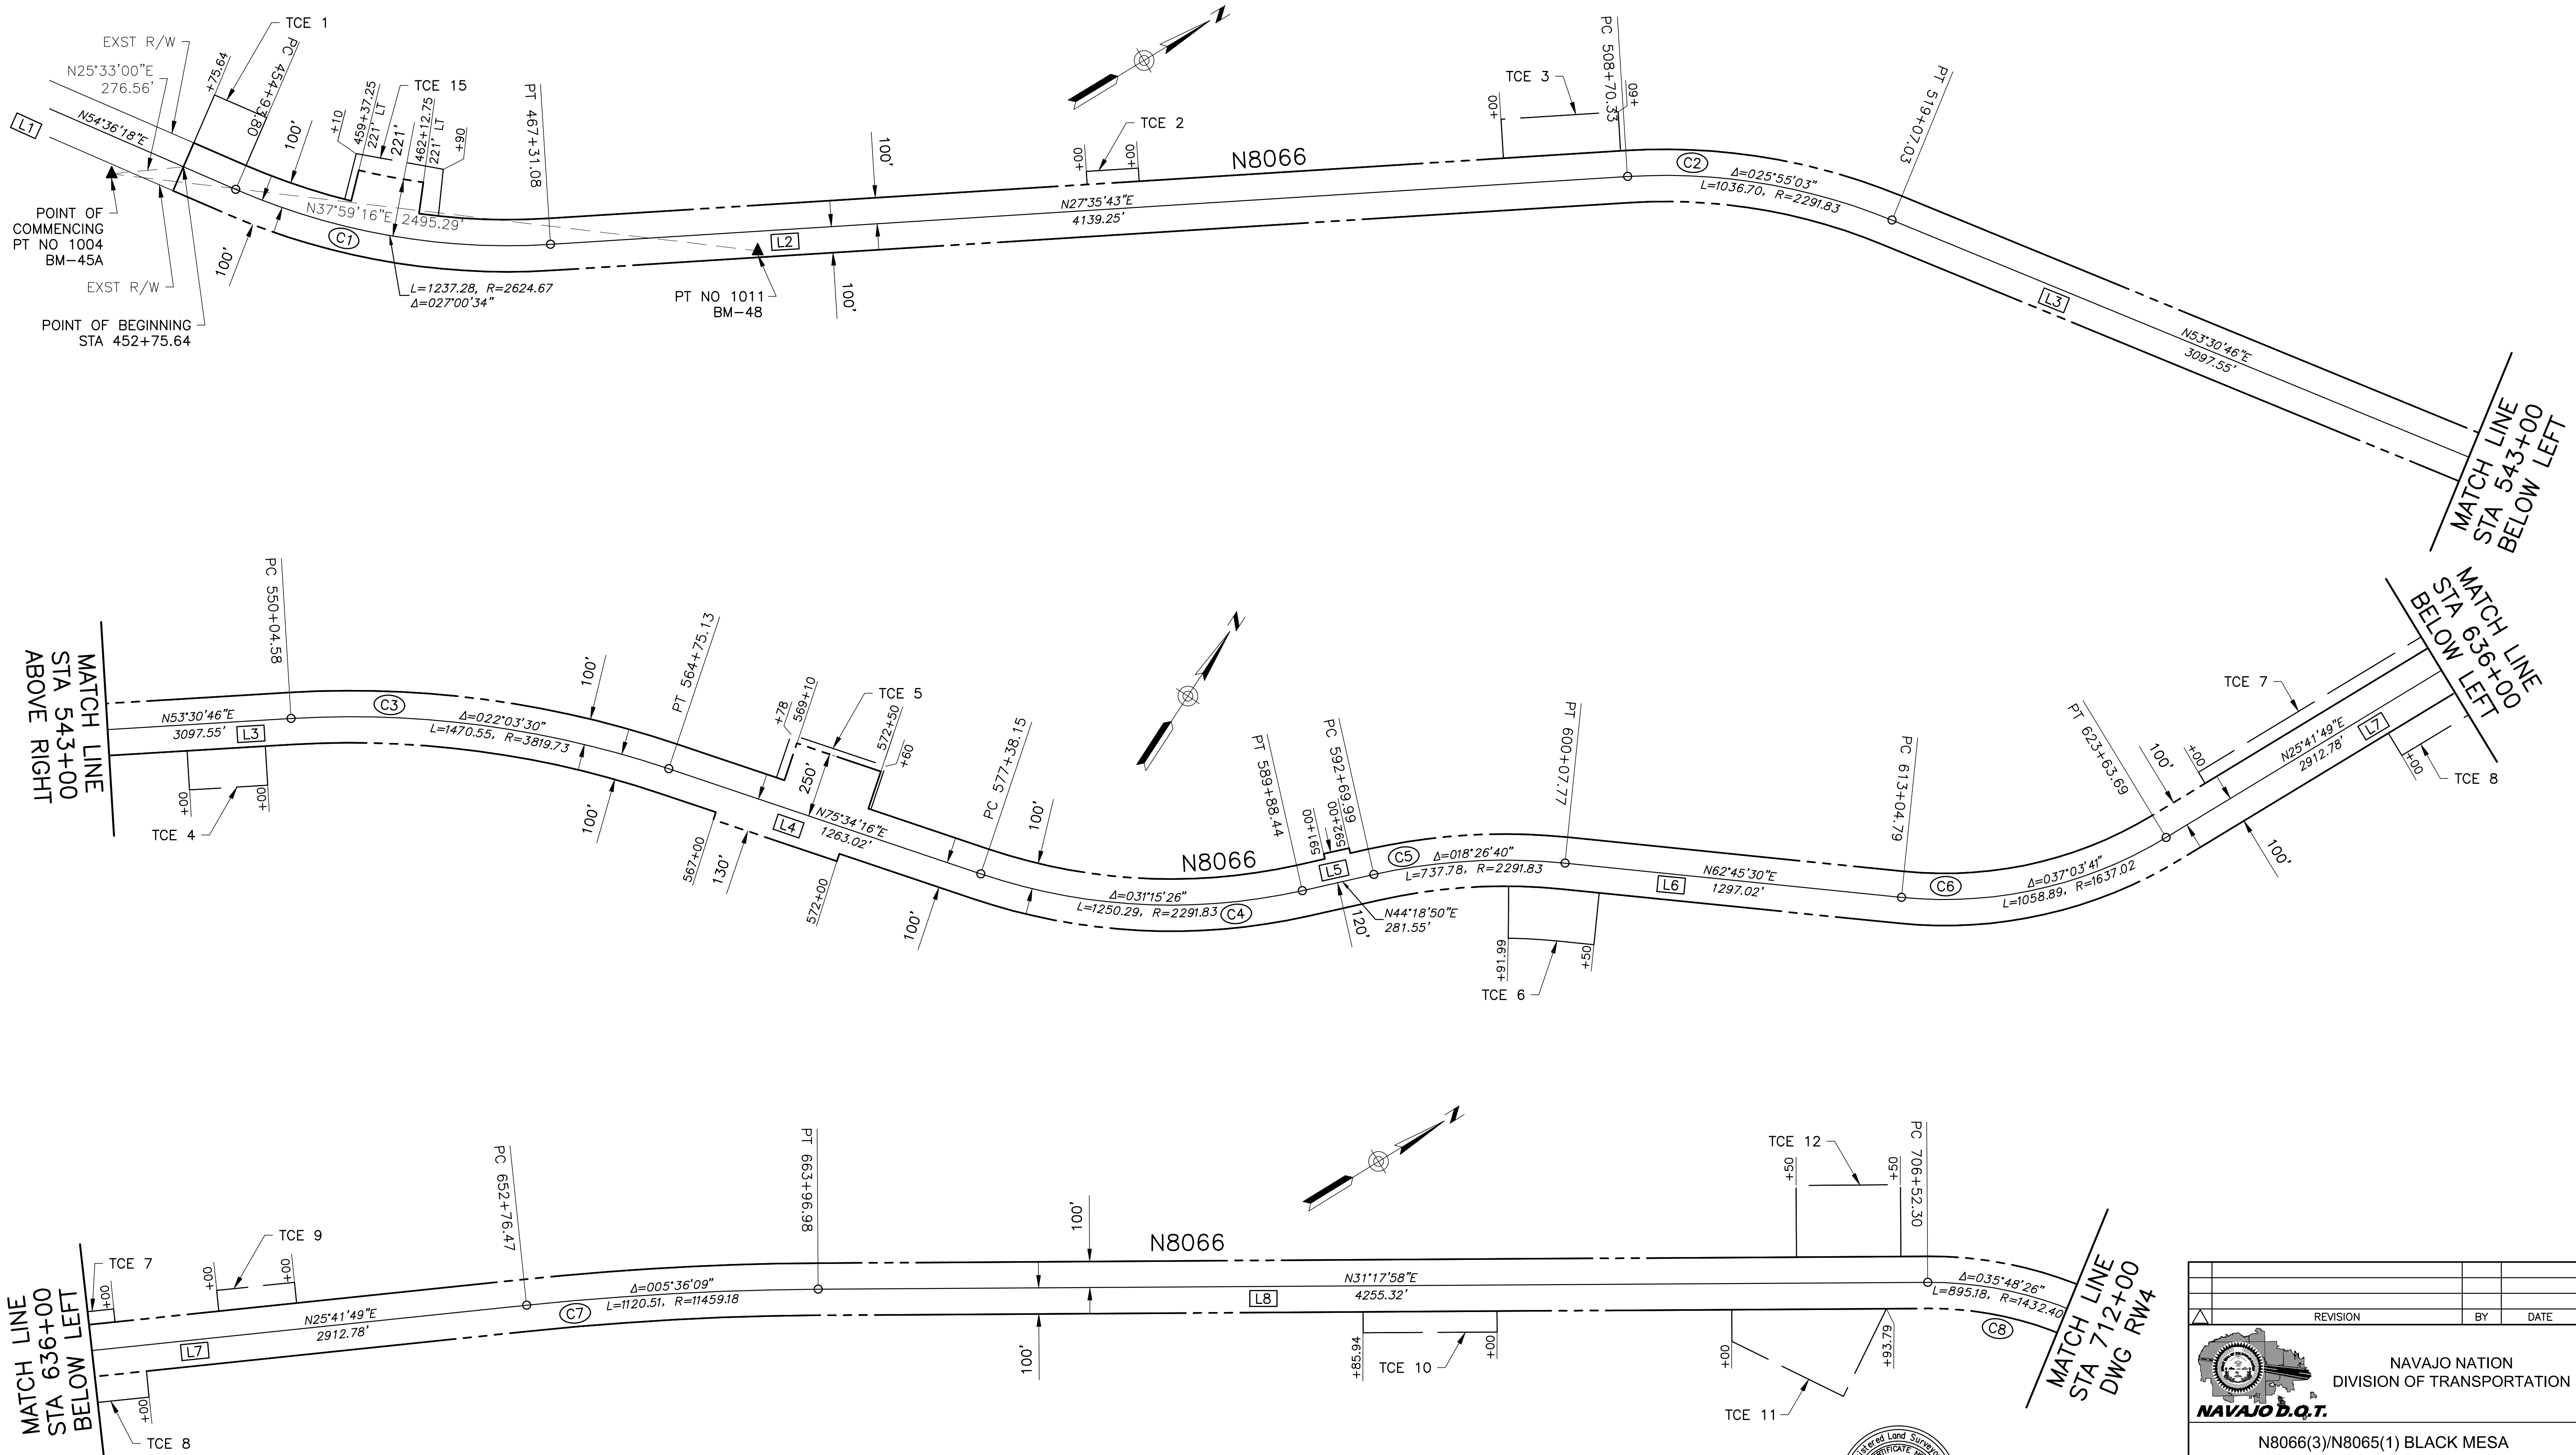 TCE 1
EXST R/W
N25°33'00"E
276.56'
+75.64
PC 454+93.80
L1
N54°36'18"E
100'
+10
459+37.25
221' LT
TCE 15
221'
462+12.75
221' LT
+90
PT 467+31.08
POINT OF
COMMENCING
PT NO 1004
BM-45A
EXST R/W
POINT OF BEGINNING
STA 452+75.64
100'
N37°59'16"E 2495.29'
C1
L=1237.28, R=2624.67
Δ=027°00'34"
PT NO 1011
BM-48
L2
100'
100'
N
TCE 2
+00
+00
N8066
N27°35'43"E
4139.25'
TCE 3
+00
PC 508+70.33
+60
C2
Δ=025°55'03"
L=1036.70, R=2291.83
PT 519+07.03
L3
N53°30'46"E
3097.55'
MATCH LINE
STA 543+00
BELOW LEFT
MATCH LINE
STA 543+00
ABOVE RIGHT
PC 550+04.58
N53°30'46"E
3097.55'
L3
+00
+00
TCE 4
C3
Δ=022°03'30"
L=1470.55, R=3819.73
100'
100'
PT 564+75.13
+78
569+10
TCE 5
572+50
+60
250'
L4
N75°34'16"E
1263.02'
567+00
130'
572+00
PC 577+38.15
100'
100'
N
N8066
Δ=031°15'26"
L=1250.29, R=2291.83
C4
PT 589+88.44
591+00
592+00
PC 592+69.99
L5
120'
N44°18'50"E
281.55'
C5
Δ=018°26'40"
L=737.78, R=2291.83
PT 600+07.77
+91.99
+50
TCE 6
N62°45'30"E
L6
1297.02'
PC 613+04.79
C6
Δ=037°03'41"
L=1058.89, R=1637.02
PT 623+63.69
100'
+00
100'
TCE 7
N25°41'49"E
2912.78'
L7
+00
TCE 8
MATCH LINE
STA 636+00
BELOW LEFT
MATCH LINE
STA 636+00
BELOW LEFT
TCE 7
+00
+00
TCE 8
TCE 9
+00
+00
N25°41'49"E
2912.78'
L7
PC 652+76.47
Δ=005°36'09"
L=1120.51, R=11459.18
C7
PT 663+96.98
100'
100'
N
N8066
N31°17'58"E
L8
4255.32'
+85.94
+00
TCE 10
TCE 12
+50
+50
+00
+93.79
TCE 11
PC 706+52.30
Δ=035°48'26"
L=895.18, R=1432.40
C8
MATCH LINE
STA 712+00
DWG RW4
REVISION
BY
DATE
NAVAJO D.O.T.
NAVAJO NATION
DIVISION OF TRANSPORTATION
N8066(3)/N8065(1) BLACK MESA